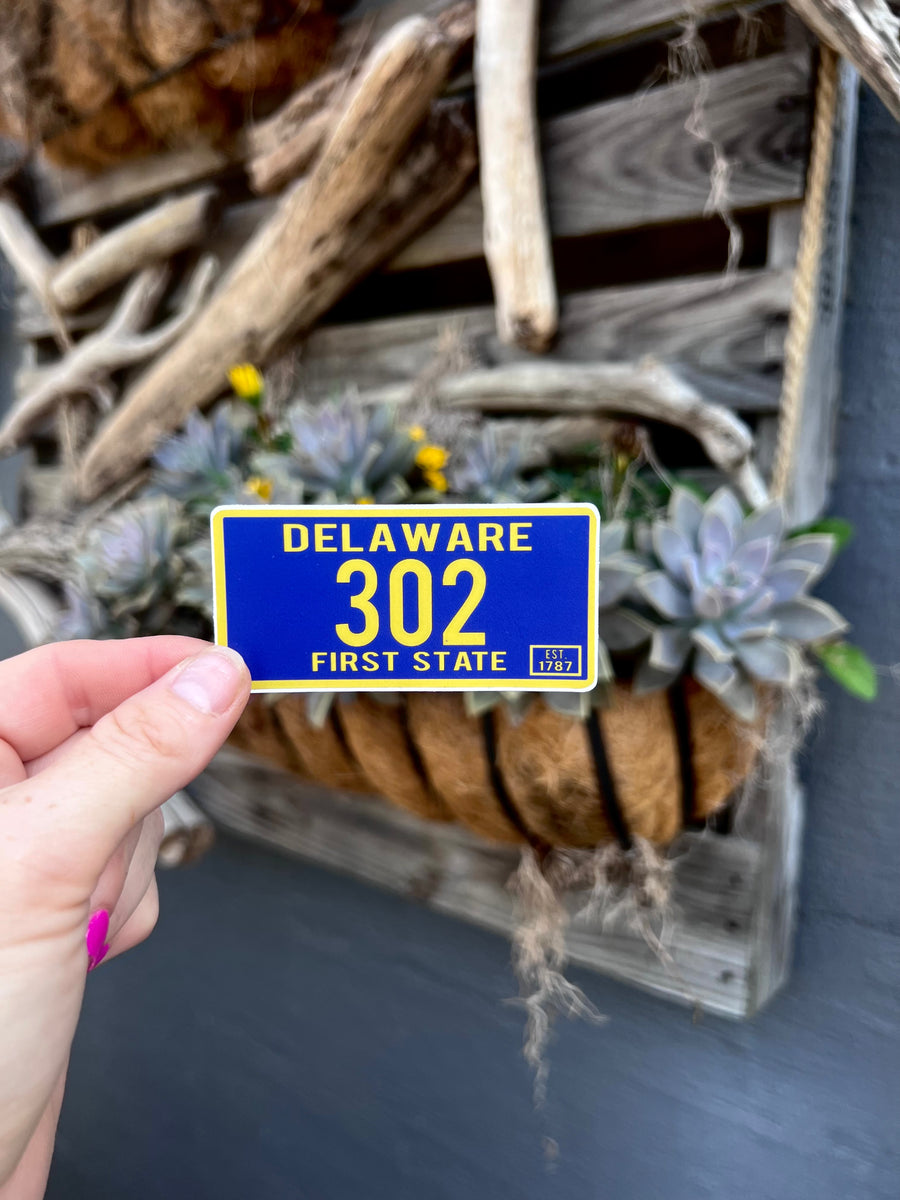 DELAWARE
302
FIRST STATE
EST.
1787